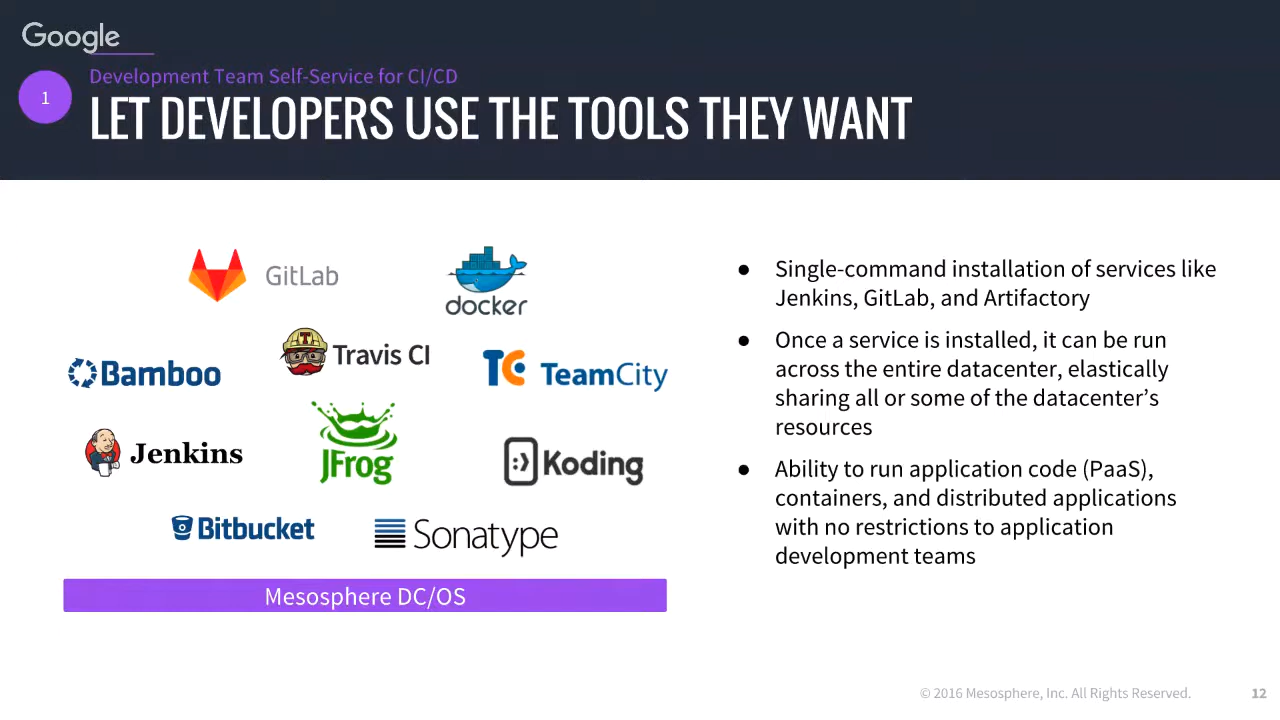 Google
Development Team Self-Service for CI/CD
1
LET DEVELOPERS USE THE TOOLS THEY WANT
GitLab
docker
Travis CI
Bamboo
TC TeamCity
Jenkins
JFrog
Koding
Bitbucket
Sonatype
Mesosphere DC/OS
● Single-command installation of services like
Jenkins, GitLab, and Artifactory
● Once a service is installed, it can be run
across the entire datacenter, elastically
sharing all or some of the datacenter’s
resources
● Ability to run application code (PaaS),
containers, and distributed applications
with no restrictions to application
development teams
© 2016 Mesosphere, Inc. All Rights Reserved.
12